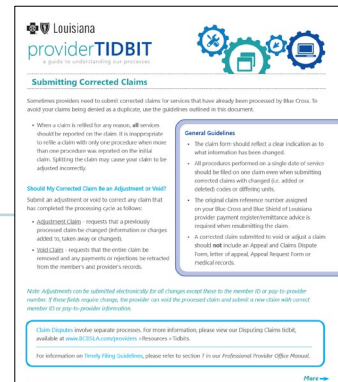 Louisiana
providerTIDBIT
a guide to understanding our processes
Submitting Corrected Claims
Sometimes providers need to submit corrected claims for services that have already been processed by Blue Cross. To
avoid your claims being denied as a duplicate, use the guidelines outlined in this document.
• When a claim is refiled for any reason, all services
should be reported on the claim. It is inappropriate
to refile a claim with only one procedure when more
than one procedure was reported on the initial
claim. Splitting the claim may cause your claim to be
adjusted incorrectly.
Should My Corrected Claim Be an Adjustment or Void?
Submit an adjustment or void to correct any claim that
has completed the processing cycle as follows:
• Adjustment Claim - requests that a previously
processed claim be changed (information or charges
added to, taken away or changed).
• Void Claim - requests that the entire claim be
removed and any payments or rejections be retracted
from the member's and provider's records.
General Guidelines
• The claim form should reflect a clear indication as to
what information has been changed.
• All procedures performed on a single date of service
should be filed on one claim even when submitting
corrected claims with changed (i.e. added or
deleted) codes or differing units.
• The original claim reference number assigned
on your Blue Cross and Blue Shield of Louisiana
provider payment register/remittance advice is
required when resubmitting the claim.
• A corrected claim submitted to void or adjust a claim
should not include an Appeal and Claims Dispute
Form, letter of appeal, Appeal Request Form or
medical records.
Note: Adjustments can be submitted electronically for all changes except those to the member ID or pay-to provider
number. If those fields require change, the provider can void the processed claim and submit a new claim with correct
member ID or pay-to-provider information.
Claim Disputes involve separate processes. For more information, please view our Disputing Claims tidbit,
available at www.BCBSLA.com/providers >Resources >Tidbits.
For information on Timely Filing Guidelines, please refer to section 7 in our Professional Provider Office Manual.
More